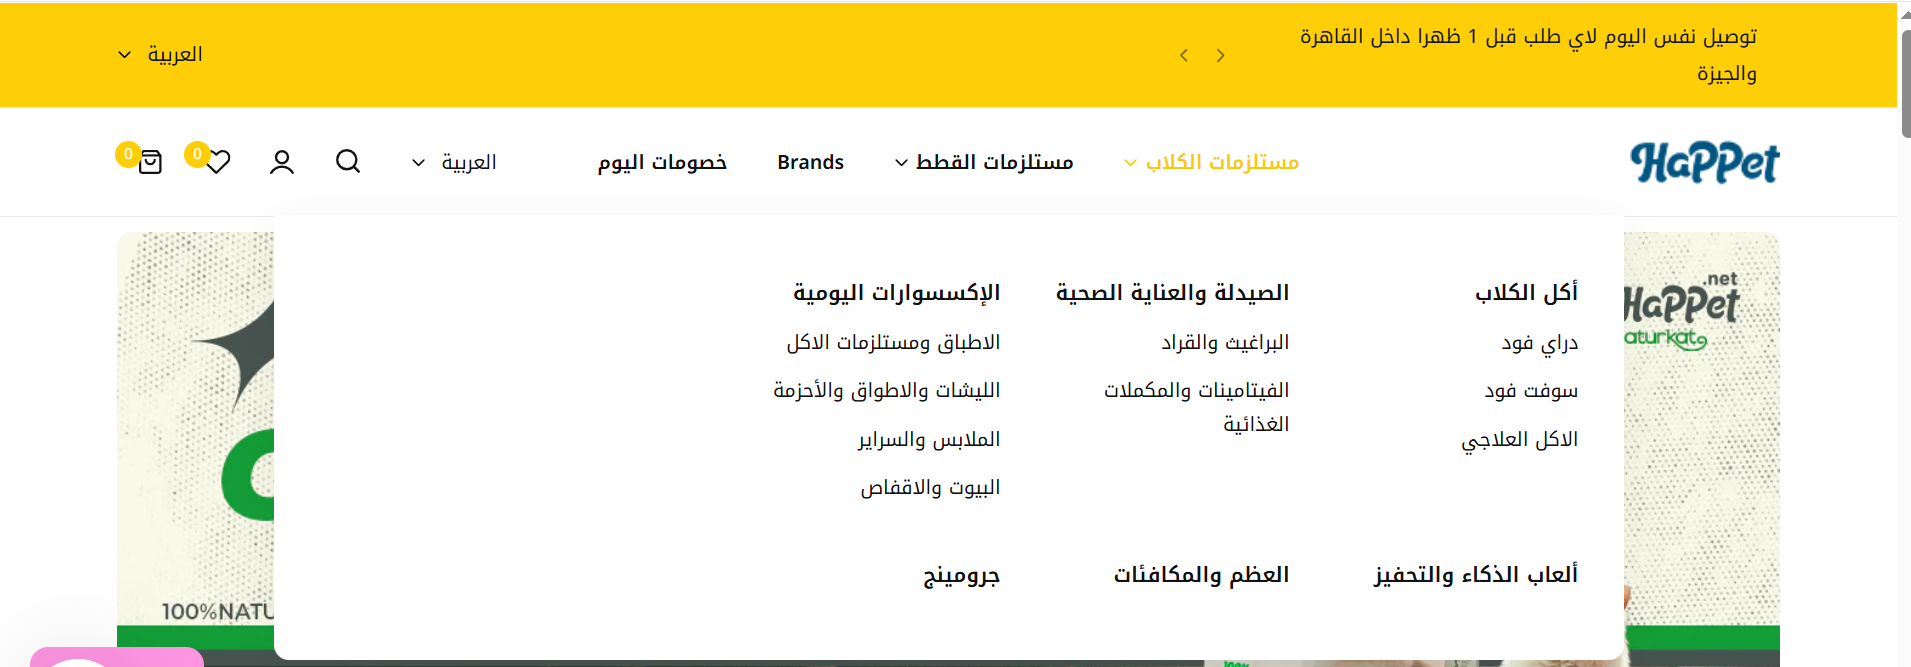 توصيل نفس اليوم لاي طلب قبل 1 ظهرا داخل القاهرة
والجيزة
العربية
HaPPet
مستلزمات الكلاب
مستلزمات القطط
Brands
خصومات اليوم
العربية
0
0
أكل الكلاب
دراي فود
سوفت فود
الاكل العلاجي
الصيدلة والعناية الصحية
البراغيث والقراد
الفيتامينات والمكملات
الغذائية
الإكسسوارات اليومية
الاطباق ومستلزمات الاكل
الليشات والاطواق والأحزمة
الملابس والسراير
البيوت والاقفاص
ألعاب الذكاء والتحفيز
العظم والمكافئات
جرومينج
.net
HaPPet
aturkat
100%NATU
100%